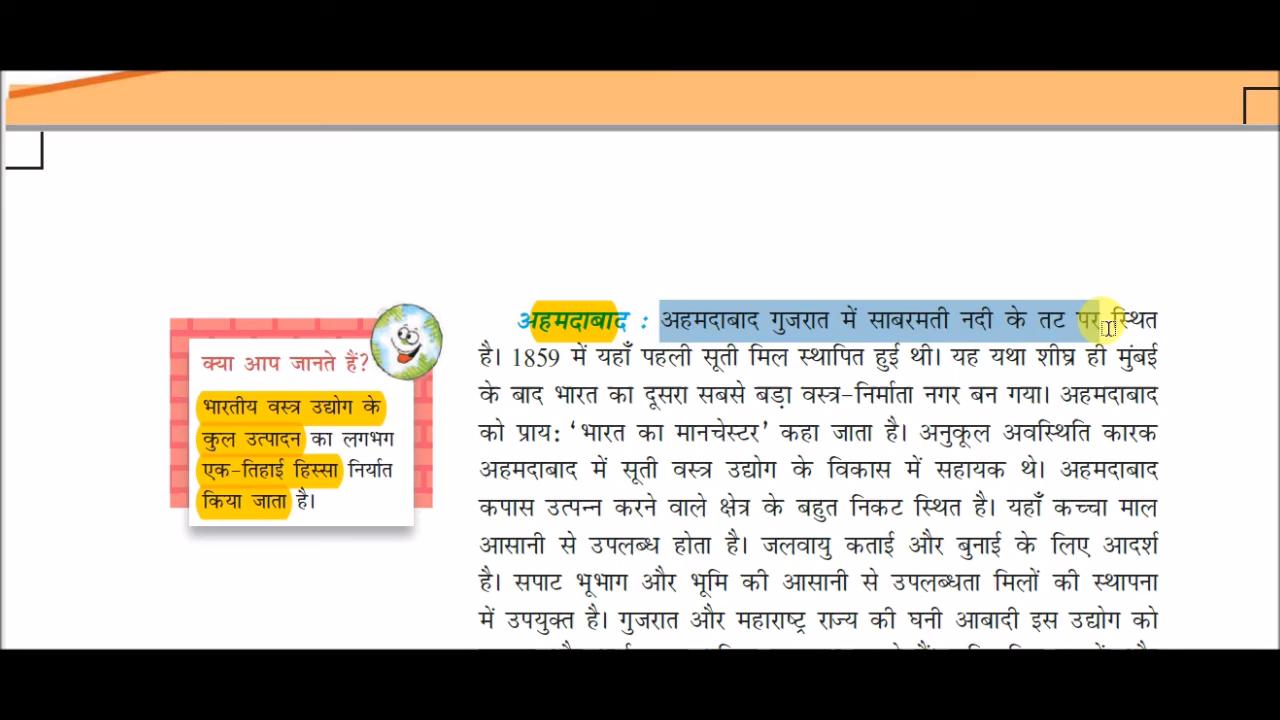 क्या आप जानते हैं?
भारतीय वस्त्र उद्योग के
कुल उत्पादन का लगभग
एक-तिहाई हिस्सा निर्यात
किया जाता है।
अहमदाबाद : अहमदाबाद गुजरात में साबरमती नदी के तट पर स्थित
है। 1859 में यहाँ पहली सूती मिल स्थापित हुई थी। यह यथा शीघ्र ही मुंबई
के बाद भारत का दूसरा सबसे बड़ा वस्त्र-निर्माता नगर बन गया। अहमदाबाद
को प्राय: ‘भारत का मानचेस्टर’ कहा जाता है। अनुकूल अवस्थिति कारक
अहमदाबाद में सूती वस्त्र उद्योग के विकास में सहायक थे। अहमदाबाद
कपास उत्पन्न करने वाले क्षेत्र के बहुत निकट स्थित है। यहाँ कच्चा माल
आसानी से उपलब्ध होता है। जलवायु कताई और बुनाई के लिए आदर्श
है। सपाट भूभाग और भूमि की आसानी से उपलब्धता मिलों की स्थापना
में उपयुक्त है। गुजरात और महाराष्ट्र राज्य की घनी आबादी इस उद्योग को